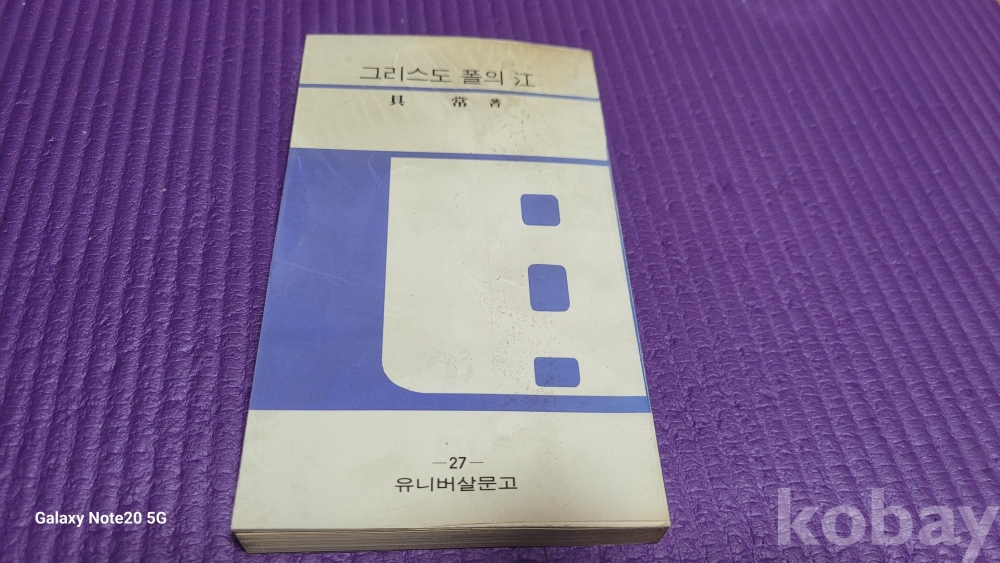 그리스도 폴의 江
具 常 著
—27—
유니버살문고
Galaxy Note20 5G
kobay